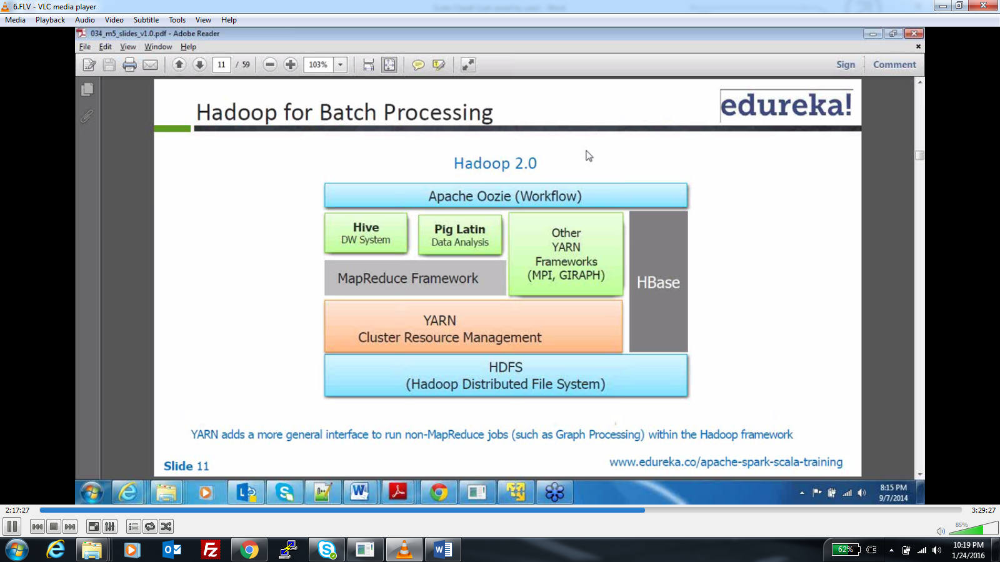 6.FLV - VLC media player
Media Playback Audio Video Subtitle Tools View Help
034_m5_slides_v1.0.pdf - Adobe Reader
File Edit View Window Help
11 / 59 103% Sign Comment
Hadoop for Batch Processing
edureka!
Hadoop 2.0
Apache Oozie (Workflow)
Hive
DW System
Pig Latin
Data Analysis
Other
YARN
Frameworks
(MPI, GIRAPH)
MapReduce Framework
HBase
YARN
Cluster Resource Management
HDFS
(Hadoop Distributed File System)
YARN adds a more general interface to run non-MapReduce jobs (such as Graph Processing) within the Hadoop framework
Slide 11
www.edureka.co/apache-spark-scala-training
8:15 PM
9/7/2014
2:17:27 3:29:27
85%
62%
10:19 PM
1/24/2016